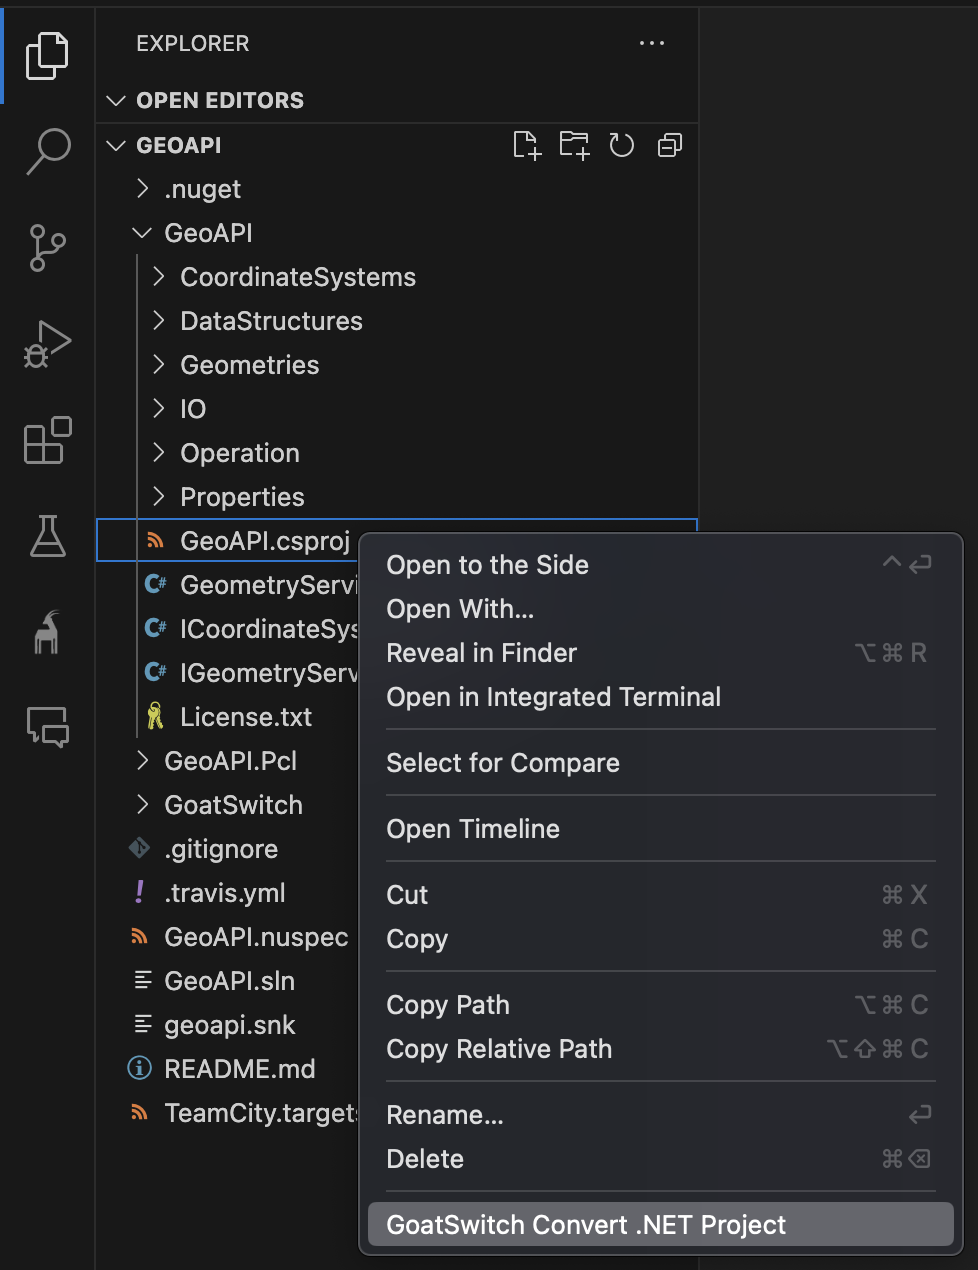 EXPLORER
OPEN EDITORS
GEOAPI
.nuget
GeoAPI
CoordinateSystems
DataStructures
Geometries
IO
Operation
Properties
GeoAPI.csproj
C# GeometryServi
C# ICoordinateSys
C# IGeometryServ
License.txt
GeoAPI.Pcl
GoatSwitch
.gitignore
! .travis.yml
GeoAPI.nuspec
GeoAPI.sln
geoapi.snk
README.md
TeamCity.targets
Open to the Side ⌃↩
Open With...
Reveal in Finder ⌥⌘R
Open in Integrated Terminal
Select for Compare
Open Timeline
Cut ⌘X
Copy ⌘C
Copy Path ⌥⌘C
Copy Relative Path ⌥⇧⌘C
Rename... ↩
Delete ⌘⌫
GoatSwitch Convert .NET Project